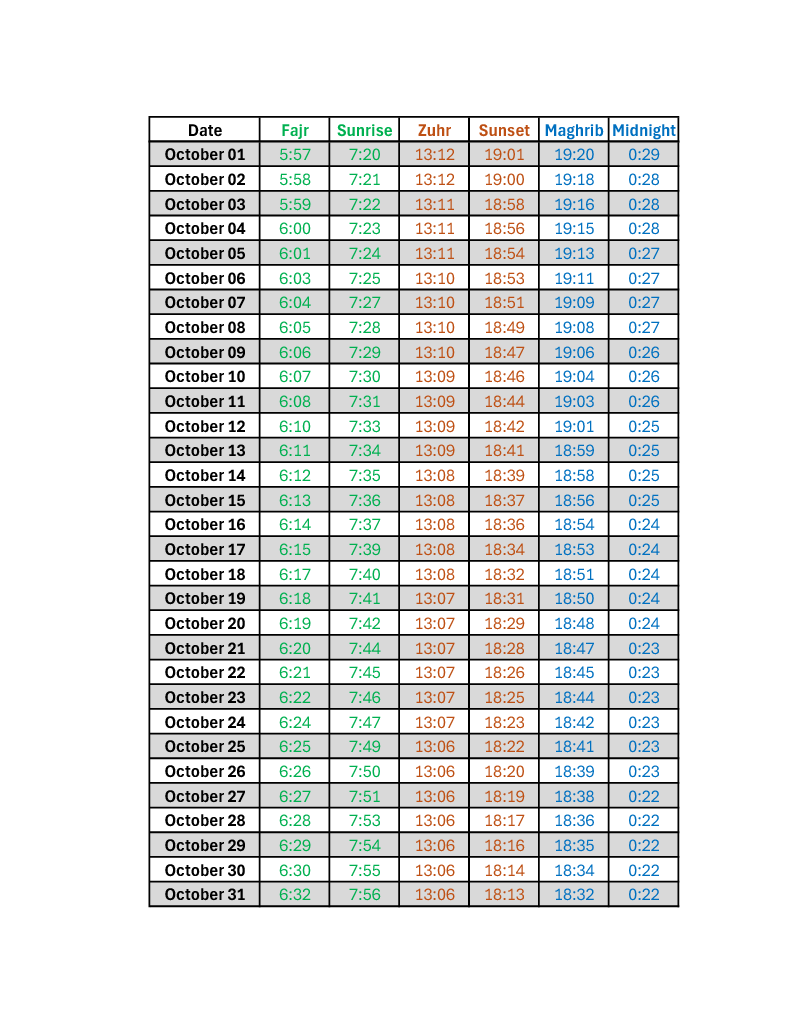 Date Fajr Sunrise Zuhr Sunset Maghrib Midnight
October 01 5:57 7:20 13:12 19:01 19:20 0:29
October 02 5:58 7:21 13:12 19:00 19:18 0:28
October 03 5:59 7:22 13:11 18:58 19:16 0:28
October 04 6:00 7:23 13:11 18:56 19:15 0:28
October 05 6:01 7:24 13:11 18:54 19:13 0:27
October 06 6:03 7:25 13:10 18:53 19:11 0:27
October 07 6:04 7:27 13:10 18:51 19:09 0:27
October 08 6:05 7:28 13:10 18:49 19:08 0:27
October 09 6:06 7:29 13:10 18:47 19:06 0:26
October 10 6:07 7:30 13:09 18:46 19:04 0:26
October 11 6:08 7:31 13:09 18:44 19:03 0:26
October 12 6:10 7:33 13:09 18:42 19:01 0:25
October 13 6:11 7:34 13:09 18:41 18:59 0:25
October 14 6:12 7:35 13:08 18:39 18:58 0:25
October 15 6:13 7:36 13:08 18:37 18:56 0:25
October 16 6:14 7:37 13:08 18:36 18:54 0:24
October 17 6:15 7:39 13:08 18:34 18:53 0:24
October 18 6:17 7:40 13:08 18:32 18:51 0:24
October 19 6:18 7:41 13:07 18:31 18:50 0:24
October 20 6:19 7:42 13:07 18:29 18:48 0:24
October 21 6:20 7:44 13:07 18:28 18:47 0:23
October 22 6:21 7:45 13:07 18:26 18:45 0:23
October 23 6:22 7:46 13:07 18:25 18:44 0:23
October 24 6:24 7:47 13:07 18:23 18:42 0:23
October 25 6:25 7:49 13:06 18:22 18:41 0:23
October 26 6:26 7:50 13:06 18:20 18:39 0:23
October 27 6:27 7:51 13:06 18:19 18:38 0:22
October 28 6:28 7:53 13:06 18:17 18:36 0:22
October 29 6:29 7:54 13:06 18:16 18:35 0:22
October 30 6:30 7:55 13:06 18:14 18:34 0:22
October 31 6:32 7:56 13:06 18:13 18:32 0:22